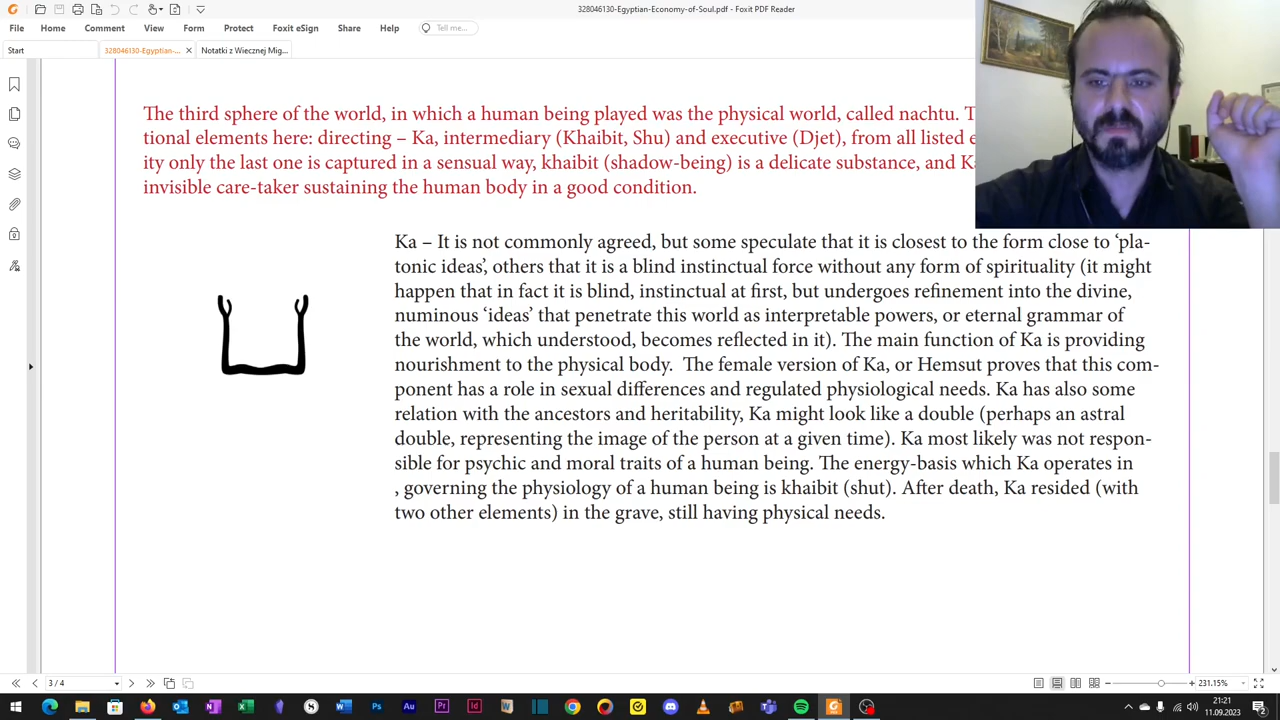 328046130-Egyptian-Economy-of-Soul.pdf - Foxit PDF Reader
File Home Comment View Form Protect Foxit eSign Share Help Tell me...
Start 328046130-Egyptian-... Notatki z Wiecznej Mig...
The third sphere of the world, in which a human being played was the physical world, called nachtu.
tional elements here: directing – Ka, intermediary (Khaibit, Shu) and executive (Djet), from all listed
ity only the last one is captured in a sensual way, khaibit (shadow-being) is a delicate substance, and
invisible care-taker sustaining the human body in a good condition.
Ka – It is not commonly agreed, but some speculate that it is closest to the form close to ‘pla-
tonic ideas’, others that it is a blind instinctual force without any form of spirituality (it might
happen that in fact it is blind, instinctual at first, but undergoes refinement into the divine,
numinous ‘ideas’ that penetrate this world as interpretable powers, or eternal grammar of
the world, which understood, becomes reflected in it). The main function of Ka is providing
nourishment to the physical body. The female version of Ka, or Hemsut proves that this com-
ponent has a role in sexual differences and regulated physiological needs. Ka has also some
relation with the ancestors and heritability, Ka might look like a double (perhaps an astral
double, representing the image of the person at a given time). Ka most likely was not respon-
sible for psychic and moral traits of a human being. The energy-basis which Ka operates in
, governing the physiology of a human being is khaibit (shut). After death, Ka resided (with
two other elements) in the grave, still having physical needs.
3 / 4
231.15%
21:21
11.09.2023